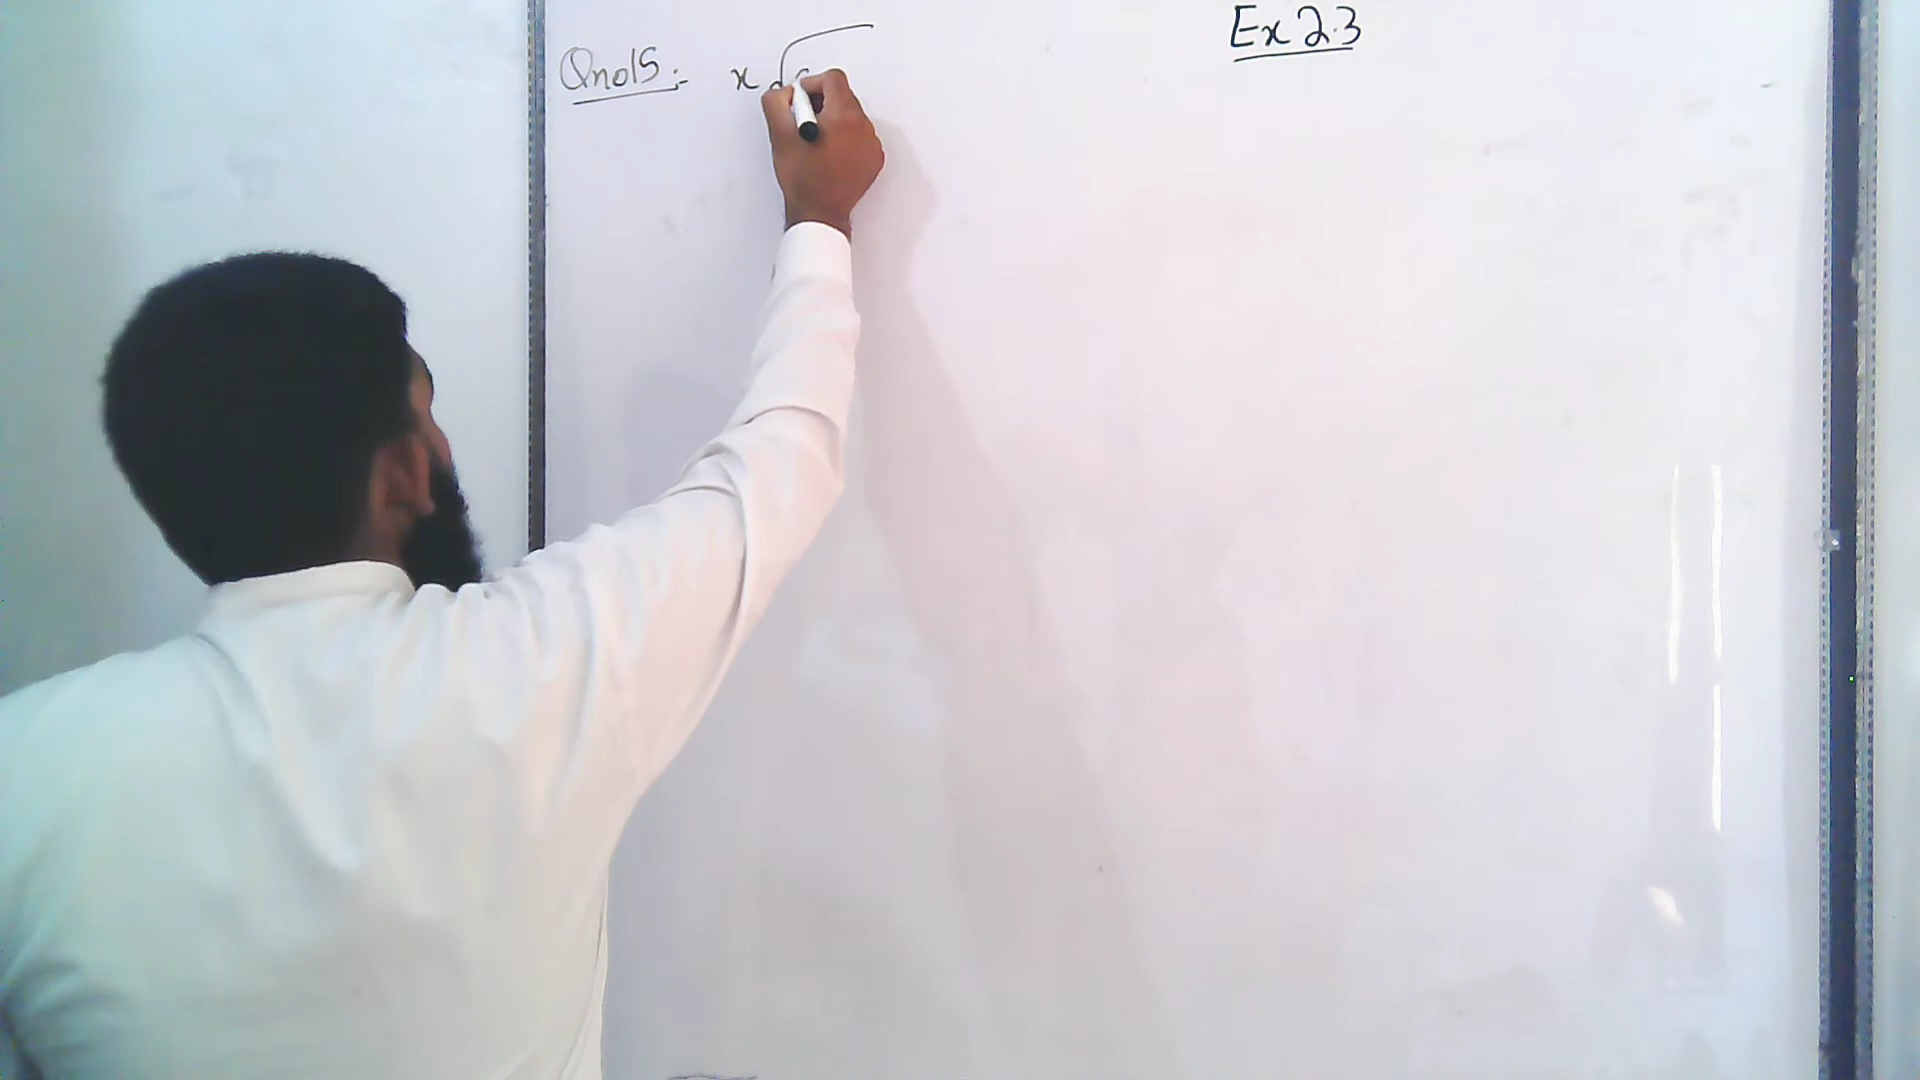 Ex 2.3
Qno15:- x√